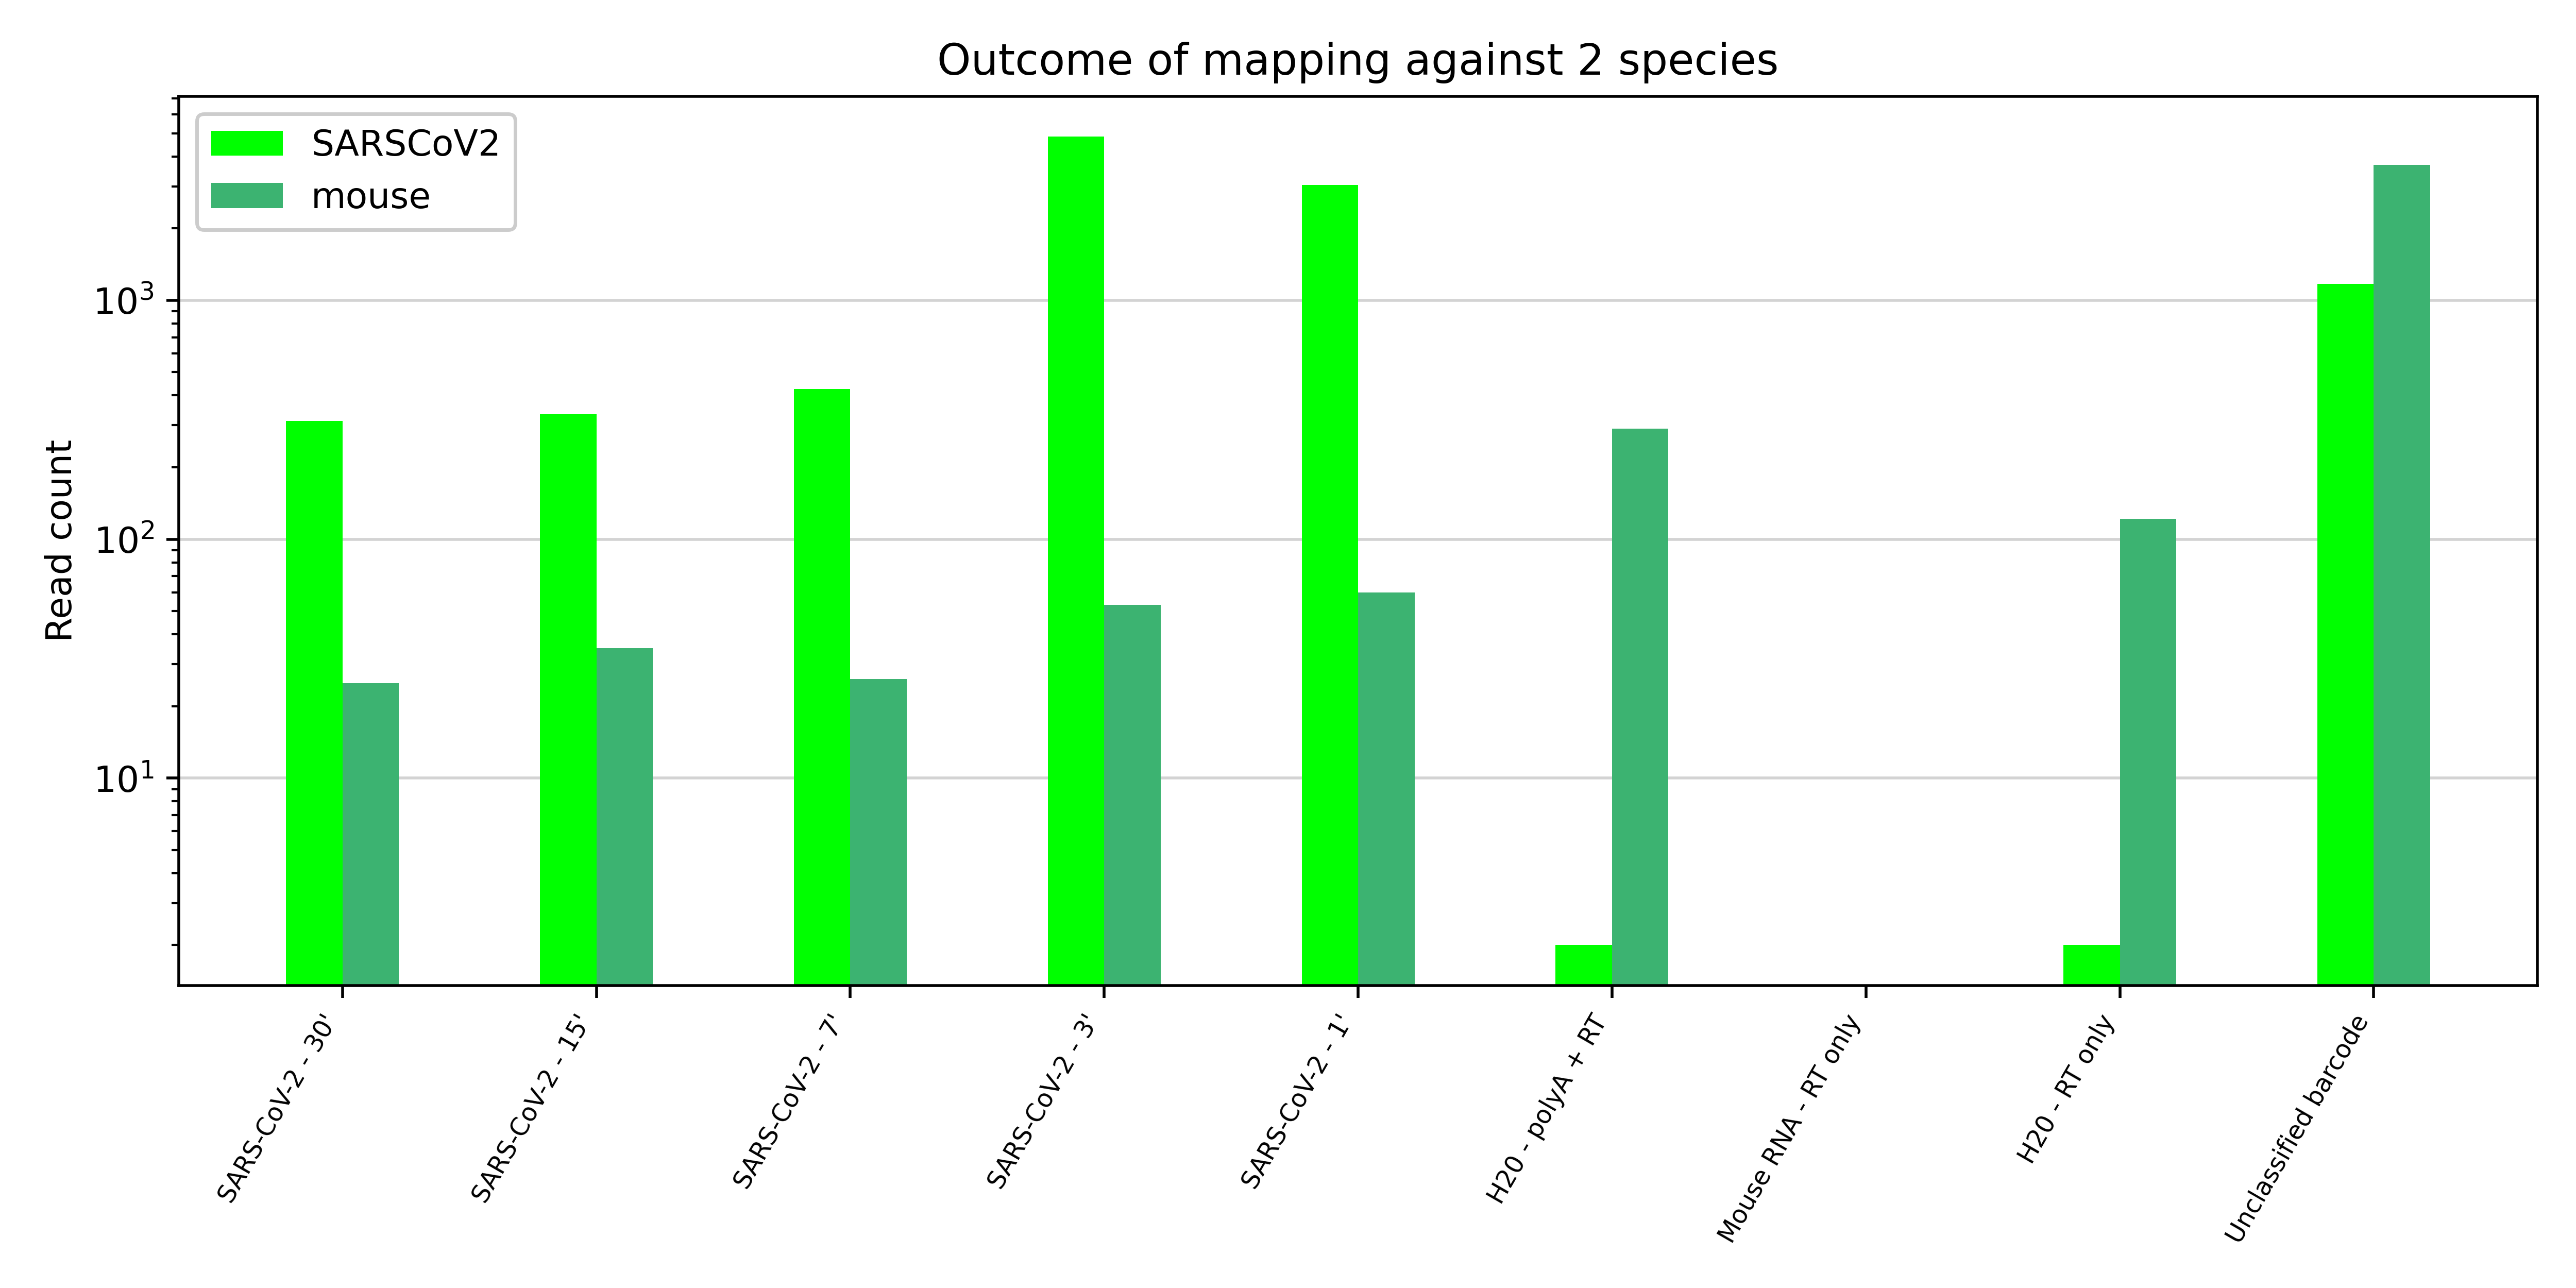 Outcome of mapping against 2 species
SARSCoV2
mouse
Read count
10³
10²
10¹
SARS-CoV-2 - 30'
SARS-CoV-2 - 15'
SARS-CoV-2 - 7'
SARS-CoV-2 - 3'
SARS-CoV-2 - 1'
H20 - polyA + RT
Mouse RNA - RT only
H20 - RT only
Unclassified barcode